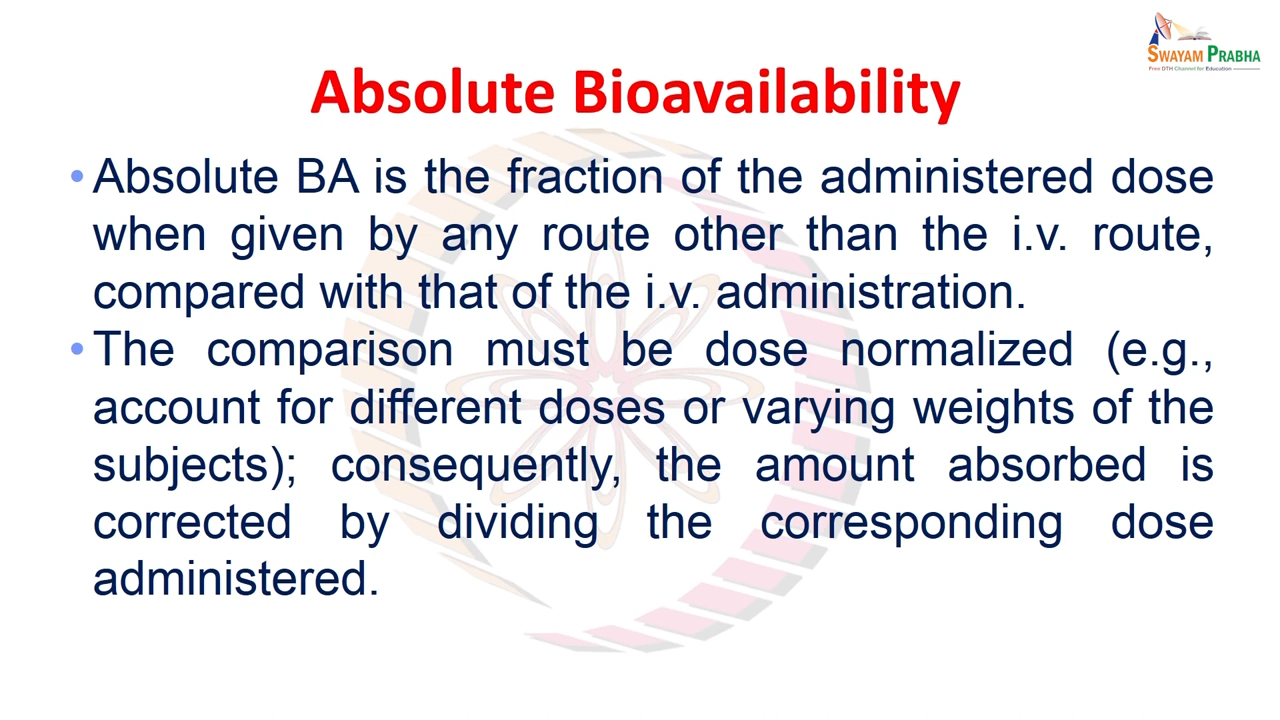 SWAYAM PRABHA
Free DTH Channel for Education
Absolute Bioavailability
• Absolute BA is the fraction of the administered dose
when given by any route other than the i.v. route,
compared with that of the i.v. administration.
• The comparison must be dose normalized (e.g.,
account for different doses or varying weights of the
subjects); consequently, the amount absorbed is
corrected by dividing the corresponding dose
administered.